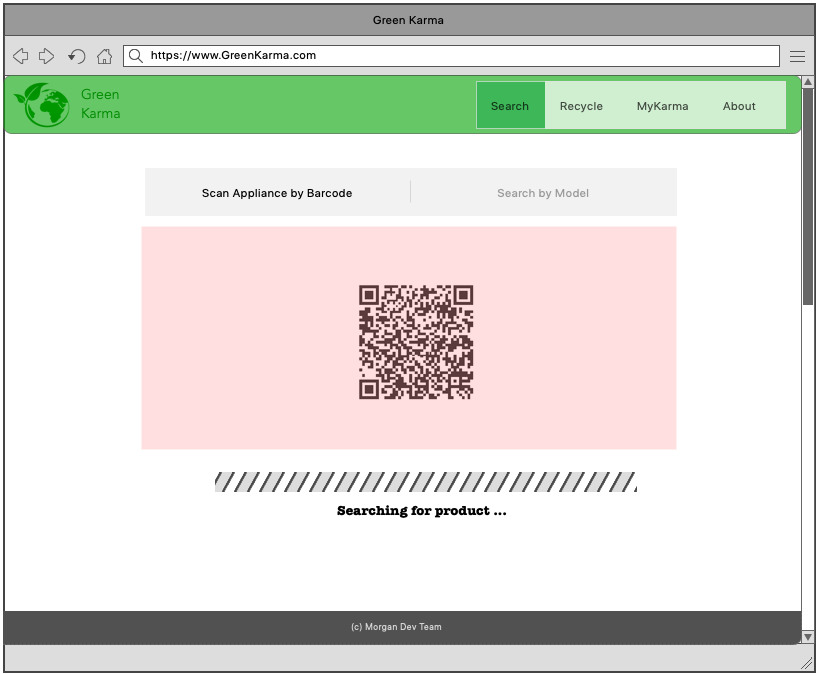 Green Karma
https://www.GreenKarma.com
Green
Karma
Search Recycle MyKarma About
Scan Appliance by Barcode Search by Model
Searching for product ...
(c) Morgan Dev Team